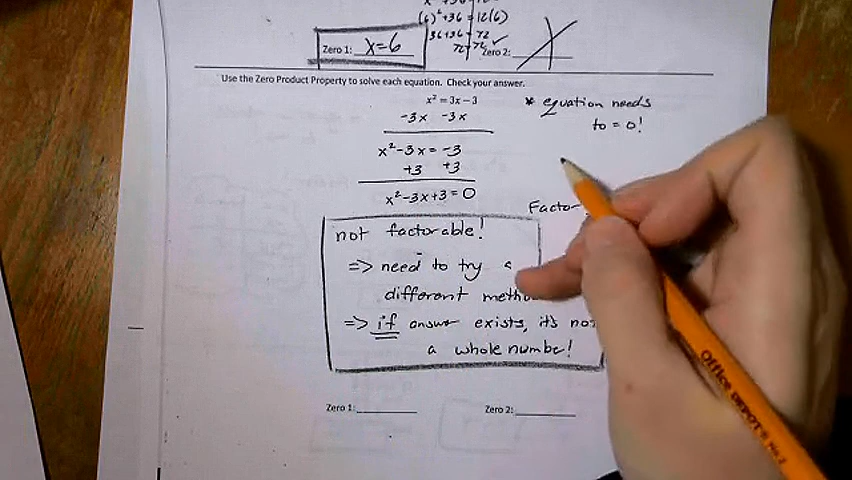 (6)² + 36 = 12(6)
36+36 = 72
72 = 72 ✓
Zero 1: x=6
Zero 2:
Use the Zero Product Property to solve each equation. Check your answer.
x² = 3x – 3
-3x -3x
x²-3x = -3
+3 +3
x²-3x+3 = 0
* equation needs
to = 0!
Factor
not factorable!
=> need to try a
different
=> if answer exists, it's
a whole number!
Zero 1:
Zero 2:
Office DEPOT® No. 2